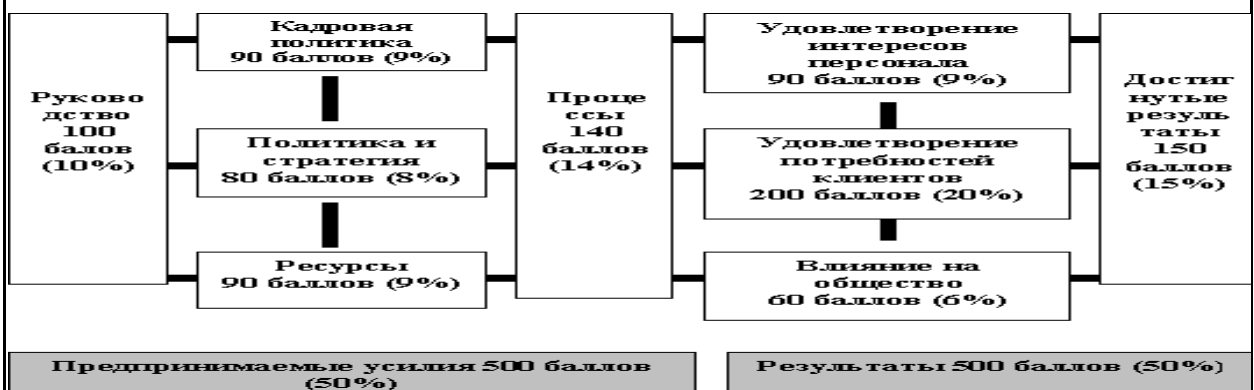 Руково
дство
100
балов
(10%)
Кадровая
политика
90 баллов (9%)
Политика и
стратегия
80 баллов (8%)
Ресурсы
90 баллов (9%)
Проце
ссы
140
баллов
(14%)
Удовлетворение
интересов
персонала
90 баллов (9%)
Удовлетворение
потребностей
клиентов
200 баллов (20%)
Влияние на
общество
60 баллов (6%)
Достиг
нутые
резуль
таты
150
баллов
(15%)
Предпринимаемые усилия 500 баллов
(50%)
Результаты 500 баллов (50%)